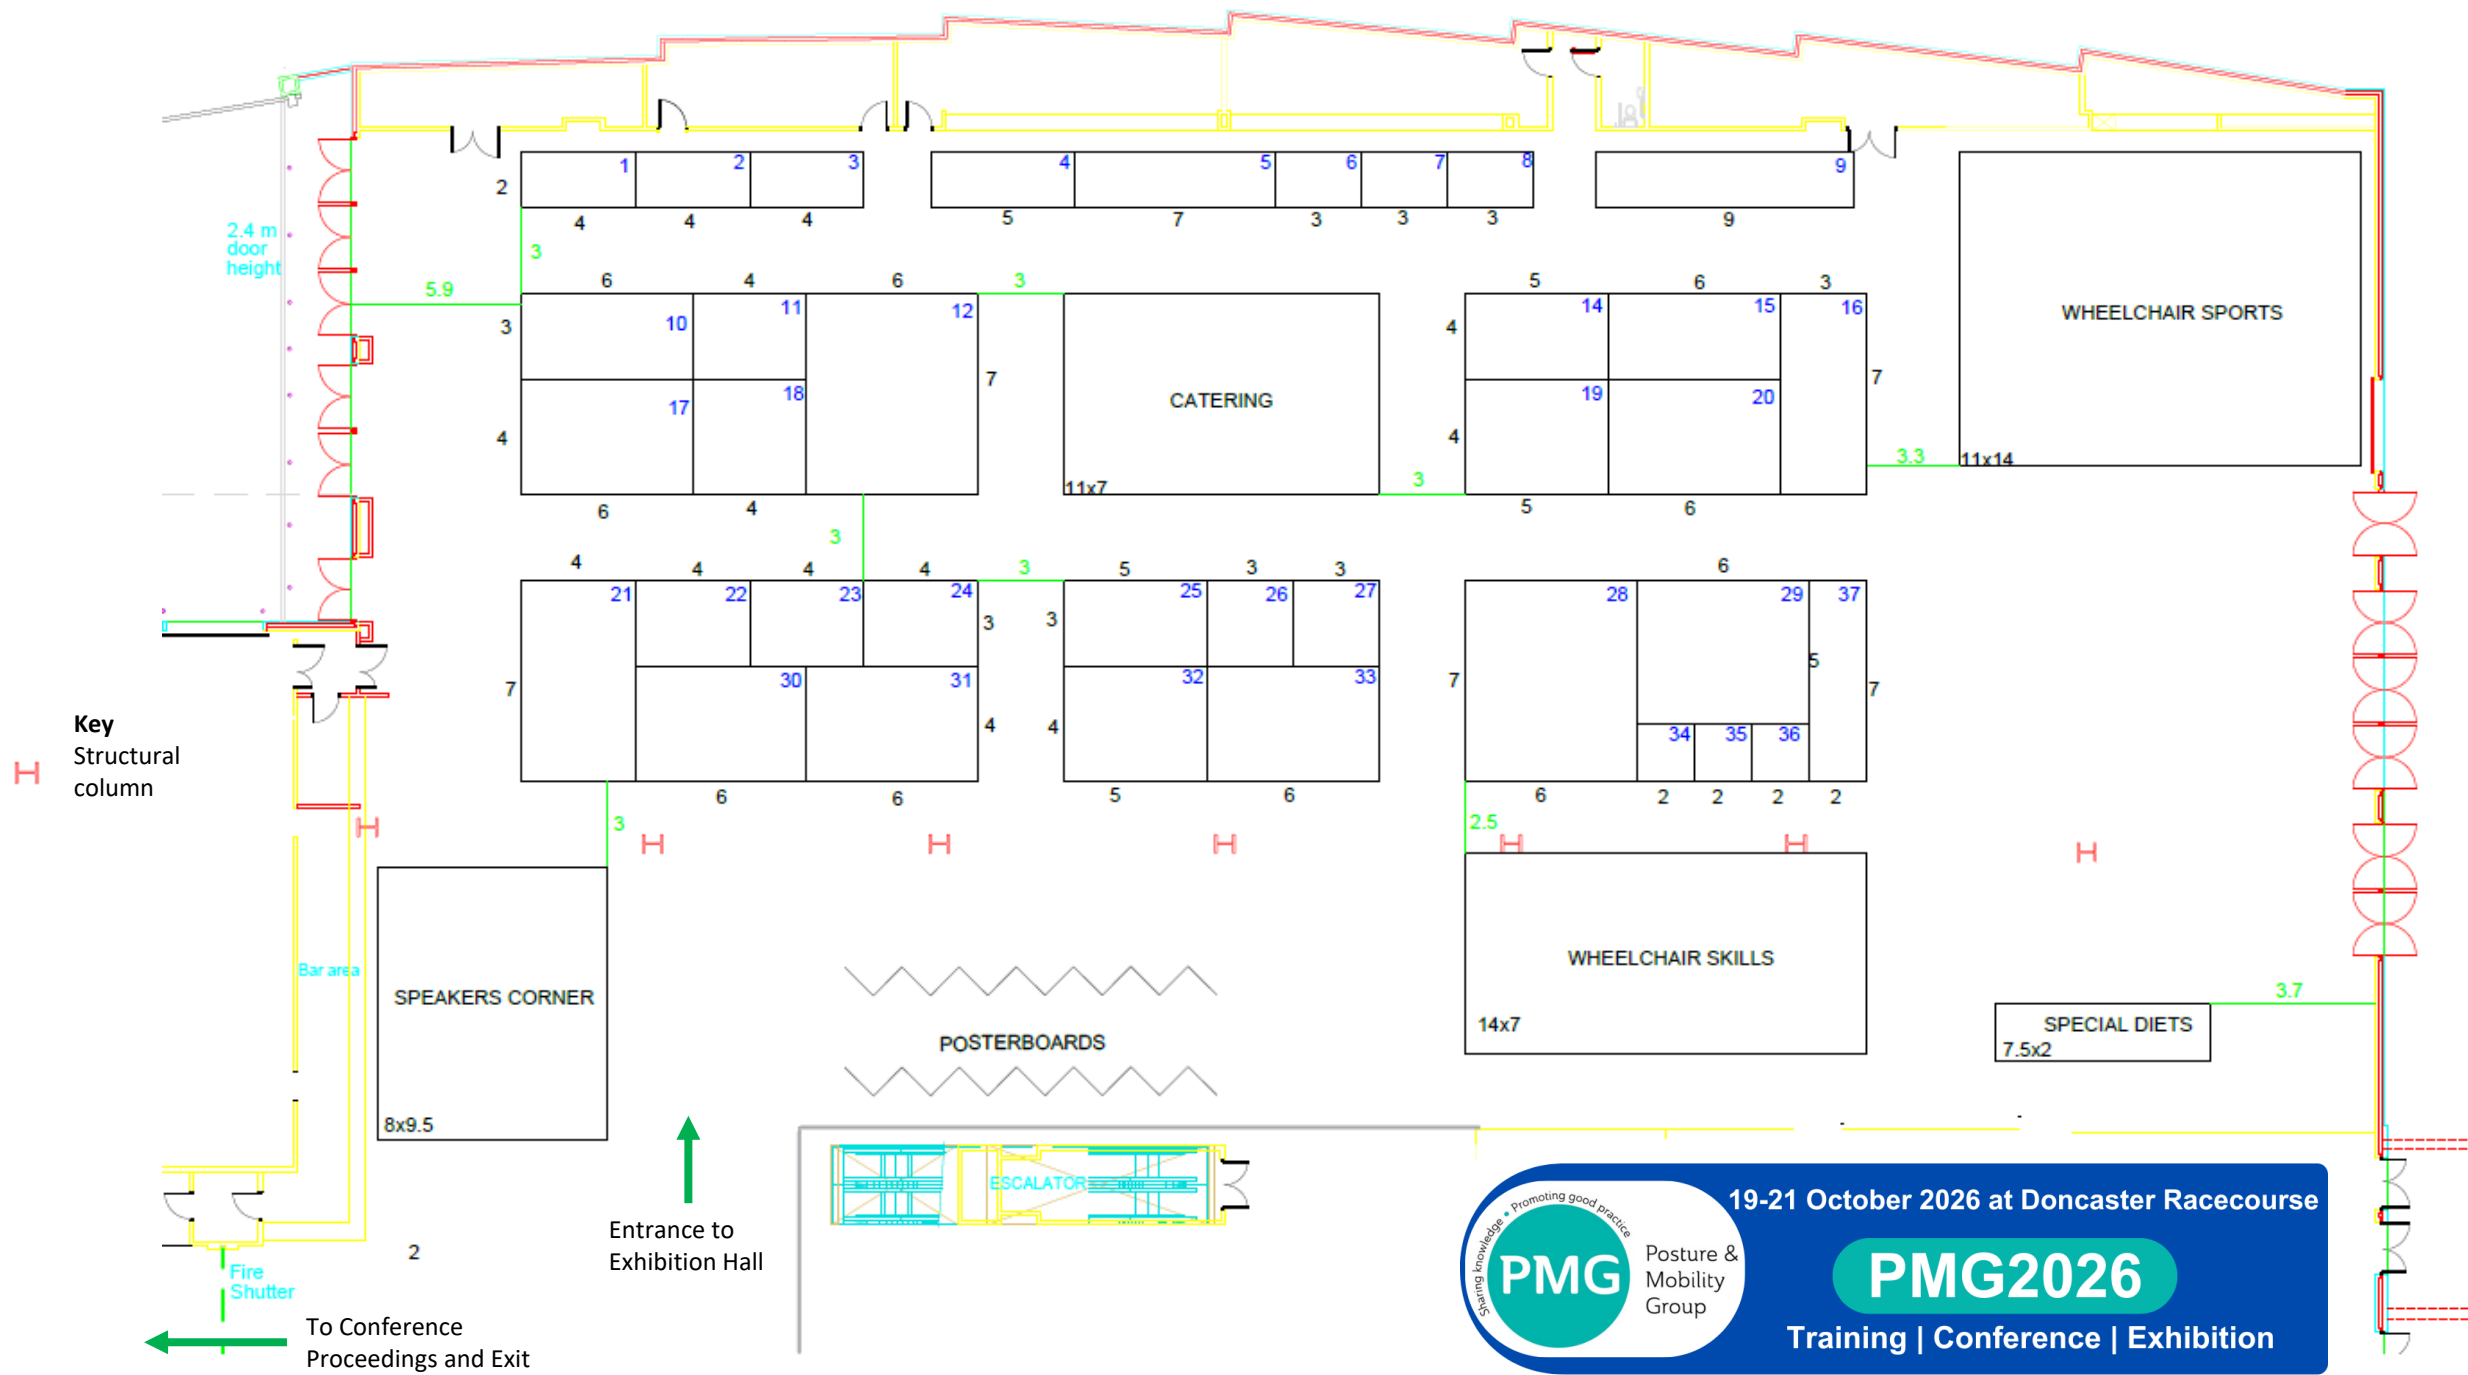 1
2
3
4
5
6
7
8
9
2
4
4
4
5
7
3
3
3
9
2.4 m
door
height
3
5.9
6
4
6
3
5
6
3
10
11
12
14
15
16
3
4
WHEELCHAIR SPORTS
7
7
CATERING
17
18
19
20
4
4
11x7
3
3.3
11x14
6
4
5
6
3
4
4
4
4
3
5
3
3
6
21
22
23
24
25
26
27
28
29
37
3
3
5
7
30
31
32
33
7
7
4
4
34
35
36
Key
Structural
column
6
6
5
6
6
2
2
2
2
3
2.5
Bar area
SPEAKERS CORNER
WHEELCHAIR SKILLS
3.7
POSTERBOARDS
14x7
SPECIAL DIETS
7.5x2
8x9.5
ESCALATOR
Entrance to
Exhibition Hall
2
Fire
Shutter
To Conference
Proceedings and Exit
Sharing knowledge • Promoting good practice
PMG
Posture &
Mobility
Group
19-21 October 2026 at Doncaster Racecourse
PMG2026
Training | Conference | Exhibition